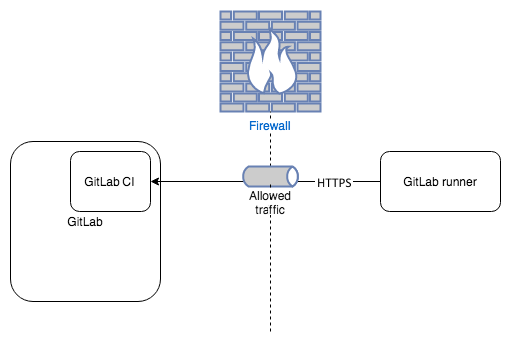 Firewall
GitLab CI
HTTPS
GitLab runner
Allowed
traffic
GitLab